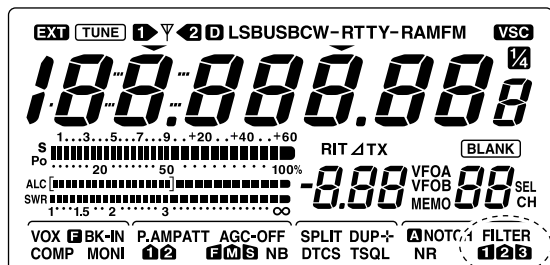 EXT TUNE 1 2 D LSBUSBCW-RTTY-RAMFM VSC
1/4
188.888.88 8
S 1...3...5...7...9..+20..+40..+60
Po 20 50 100%
RIT ⊿TX BLANK
-8.88 VFOA VFOB MEMO 88 SEL CH
ALC
SWR 1 1.5 2 3 ∞
VOX F BK-IN P.AMPATT AGC-OFF SPLIT DUP-+ A NOTCH FILTER
COMP MONI 1 2 F M S NB DTCS TSQL NR 1 2 3